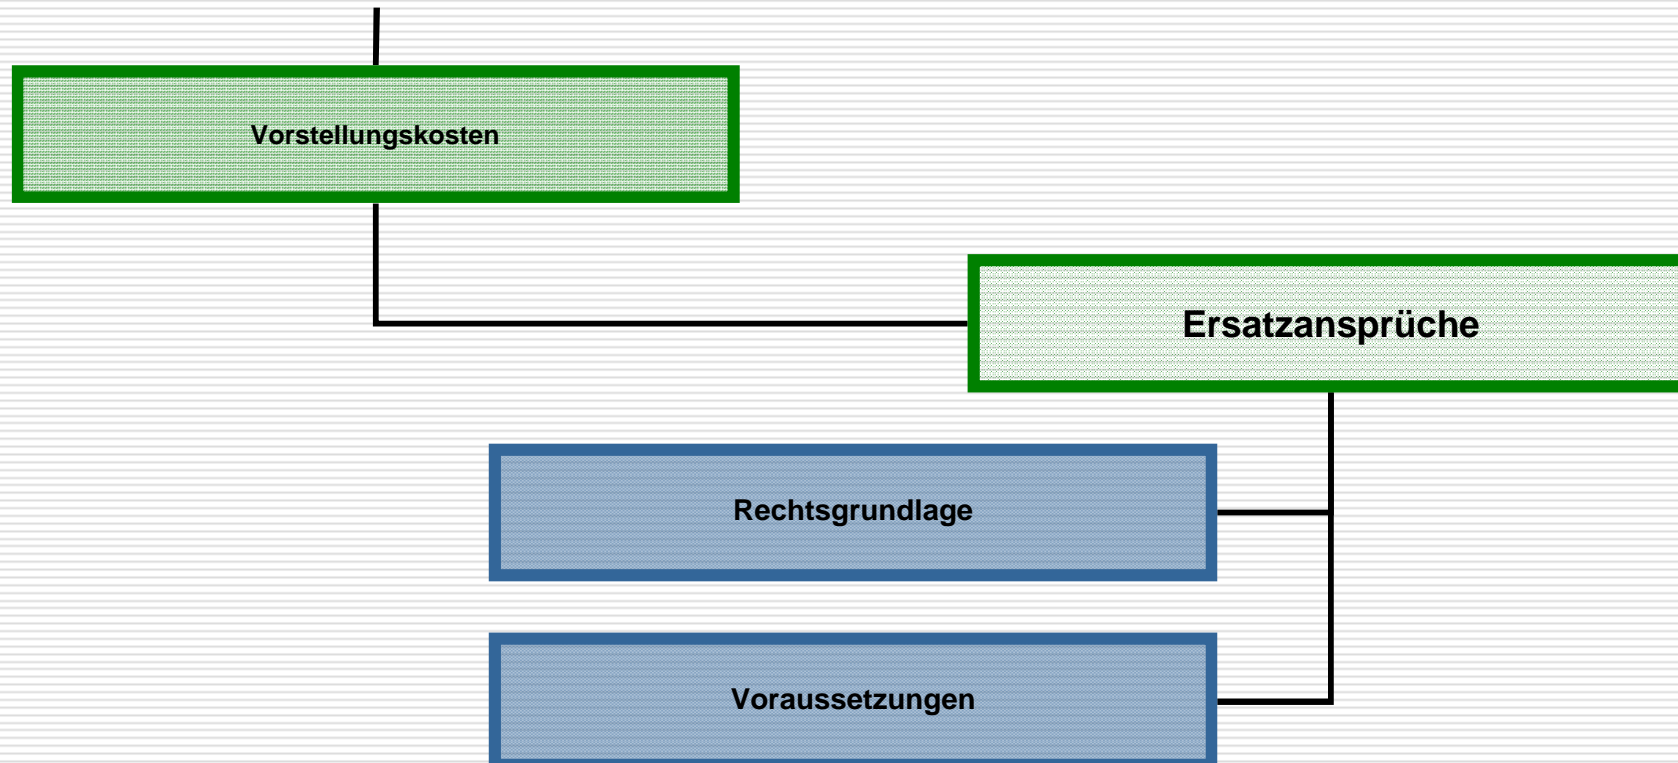 Vorstellungskosten
Ersatzansprüche
Rechtsgrundlage
Voraussetzungen